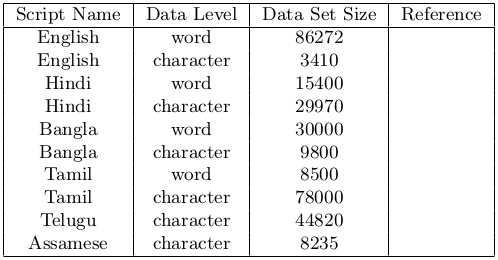 Script Name Data Level Data Set Size Reference
English word 86272
English character 3410
Hindi word 15400
Hindi character 29970
Bangla word 30000
Bangla character 9800
Tamil word 8500
Tamil character 78000
Telugu character 44820
Assamese character 8235